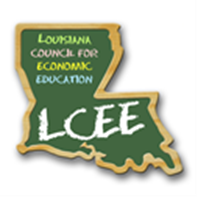 LOUISIANA
COUNCIL FOR
ECONOMIC
EDUCATION
LCEE